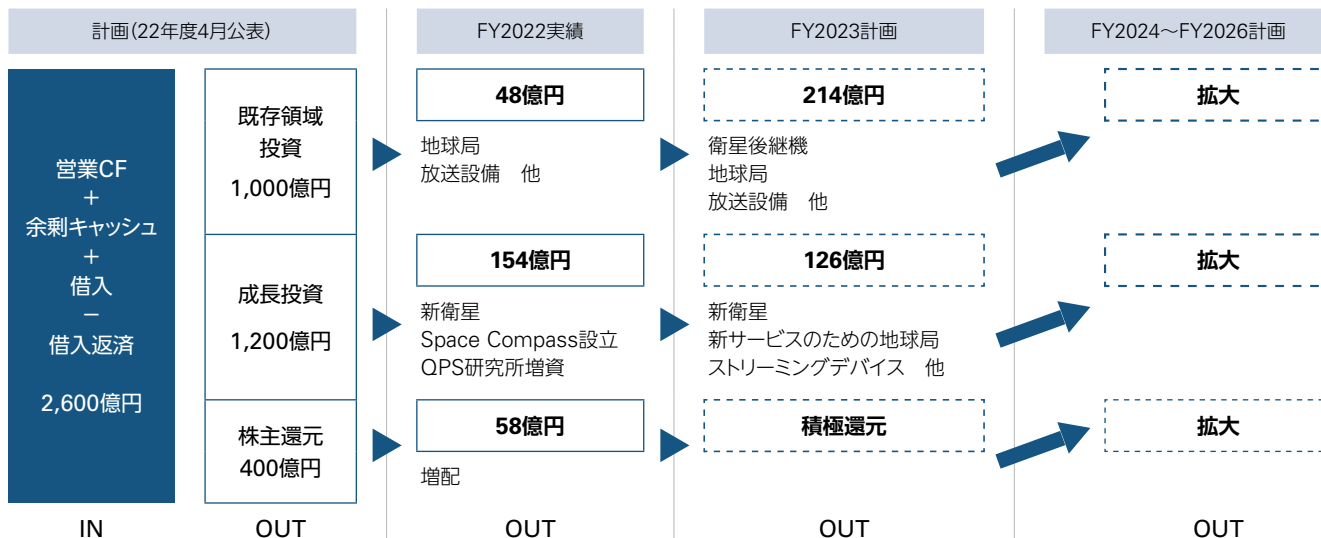 計画(22年度4月公表)
FY2022実績
FY2023計画
FY2024～FY2026計画
営業CF
＋
余剰キャッシュ
＋
借入
－
借入返済
2,600億円
既存領域
投資
1,000億円
48億円
地球局
放送設備　他
214億円
衛星後継機
地球局
放送設備　他
拡大
成長投資
1,200億円
154億円
新衛星
Space Compass設立
QPS研究所増資
126億円
新衛星
新サービスのための地球局
ストリーミングデバイス　他
拡大
株主還元
400億円
58億円
増配
積極還元
拡大
IN
OUT
OUT
OUT
OUT